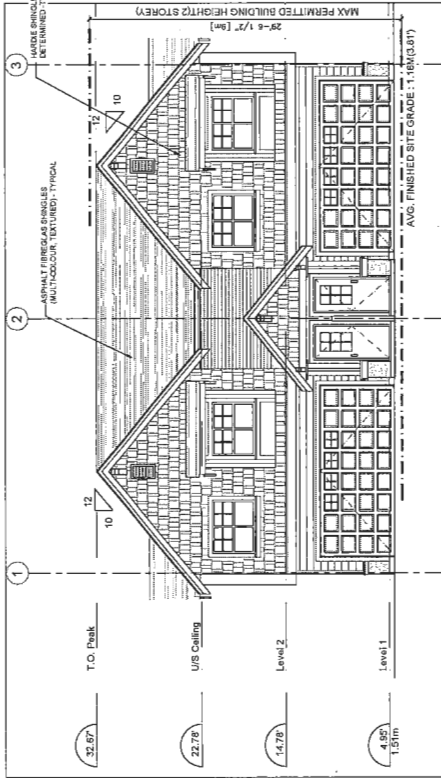 1
2
3
ASPHALT FIBREGLAS SHINGLES
(MULTI-COLOUR, TEXTURED) : TYPICAL
HARDIE SHINGL
DETERMINED - T
12
10
12
10
32.67'
T.O. Peak
22.78'
U/S Ceiling
14.78'
Level 2
4.95'
1.51m
Level 1
29'-6 1/2" [9m]
MAX PERMITTED BUILDING HEIGHT(2 STOREY)
AVG. FINISHED SITE GRADE : 1.16M(3.81')